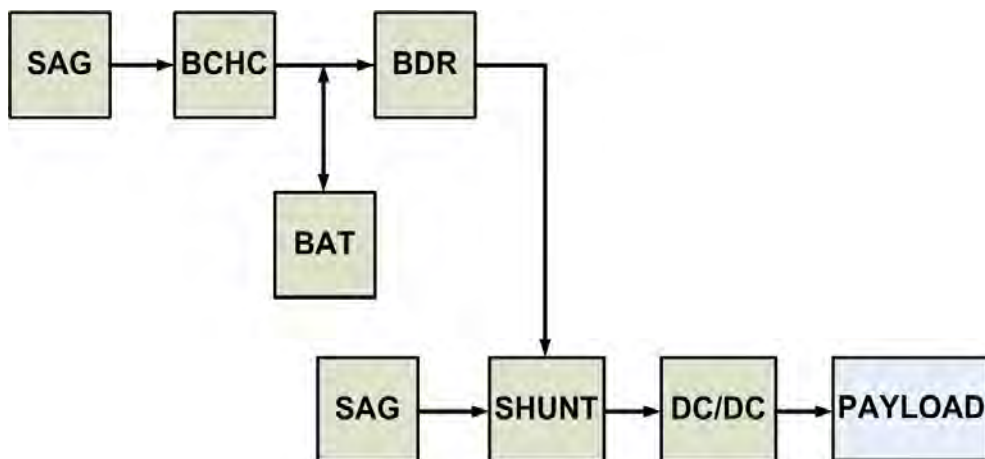 SAG
BCHC
BDR
BAT
SAG
SHUNT
DC/DC
PAYLOAD